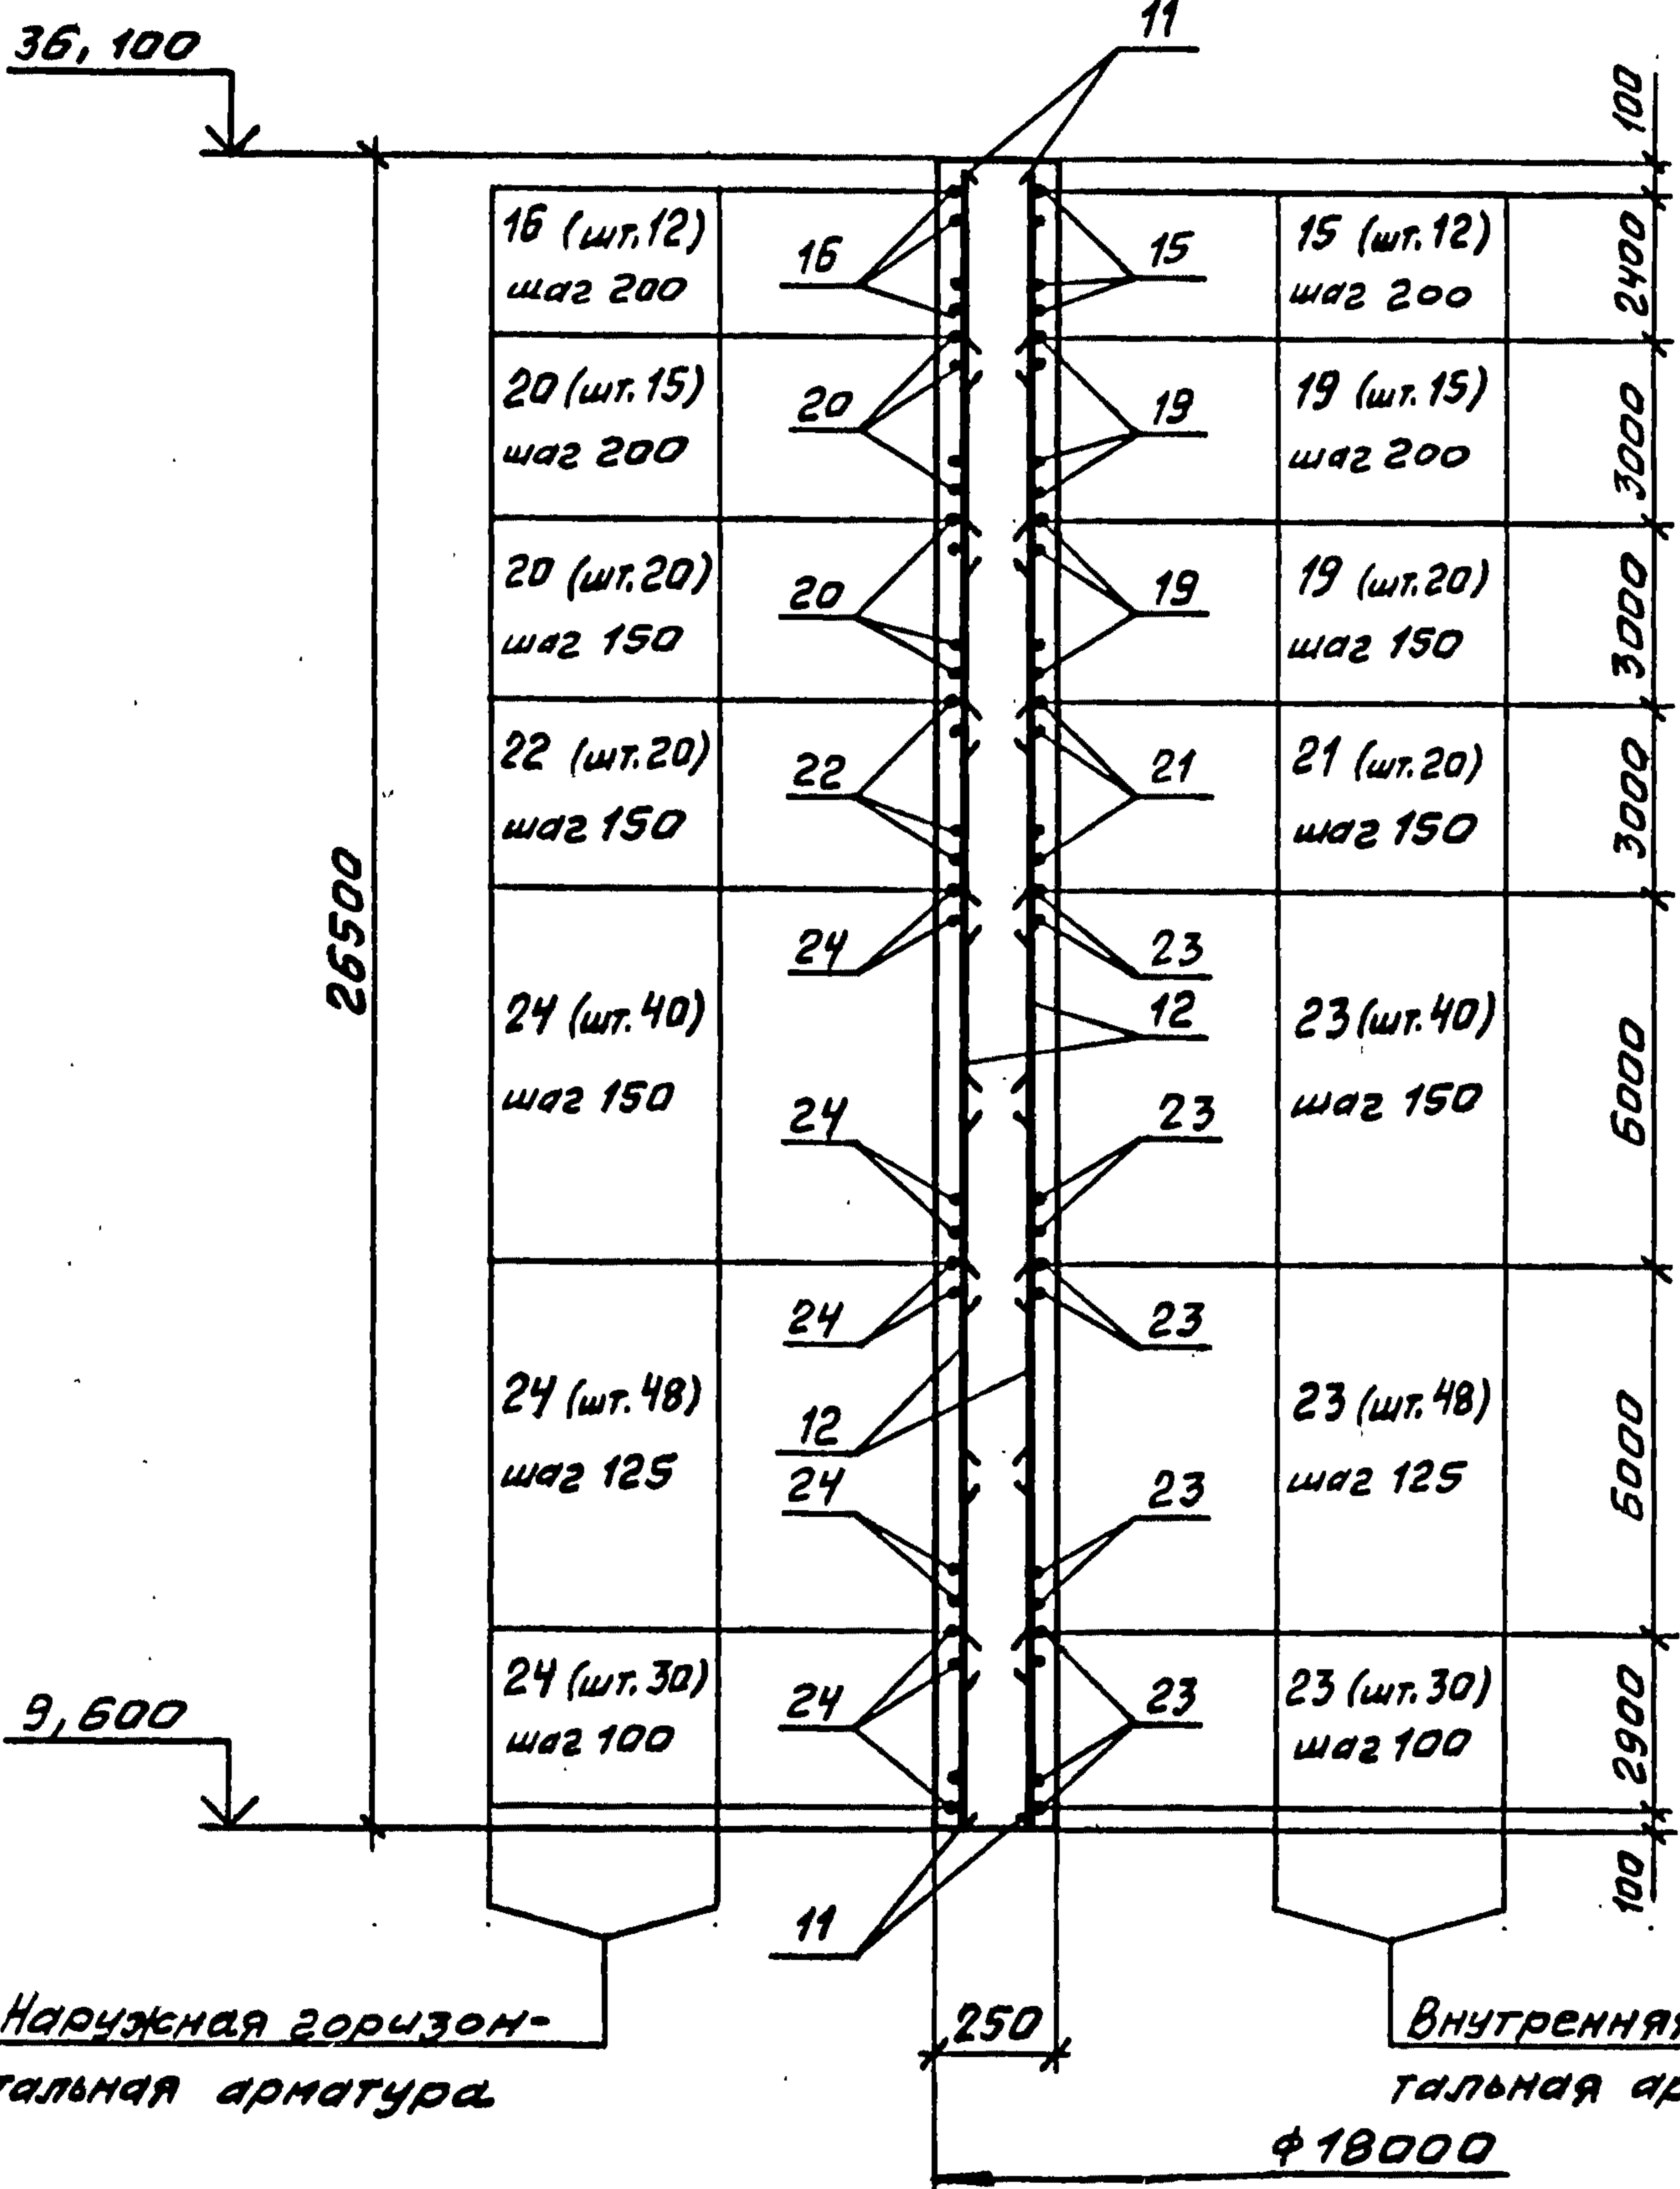 11
36,100
100
16 (шт.12)
шаг 200
16
15
15 (шт.12)
шаг 200
2400
20 (шт.15)
шаг 200
20
19
19 (шт.15)
шаг 200
3000
20 (шт.20)
шаг 150
20
19
19 (шт.20)
шаг 150
3000
22 (шт.20)
шаг 150
22
21
21 (шт.20)
шаг 150
3000
26500
24
23
12
24 (шт.40)
шаг 150
23 (шт.40)
шаг 150
6000
24
23
24
23
24 (шт.48)
шаг 125
12
23 (шт.48)
шаг 125
6000
24
23
9,600
24 (шт.30)
шаг 100
24
23
23 (шт.30)
шаг 100
2900
100
11
Наружная горизон-
тальная арматура
250
Внутренняя
тальная ар
ϕ18000